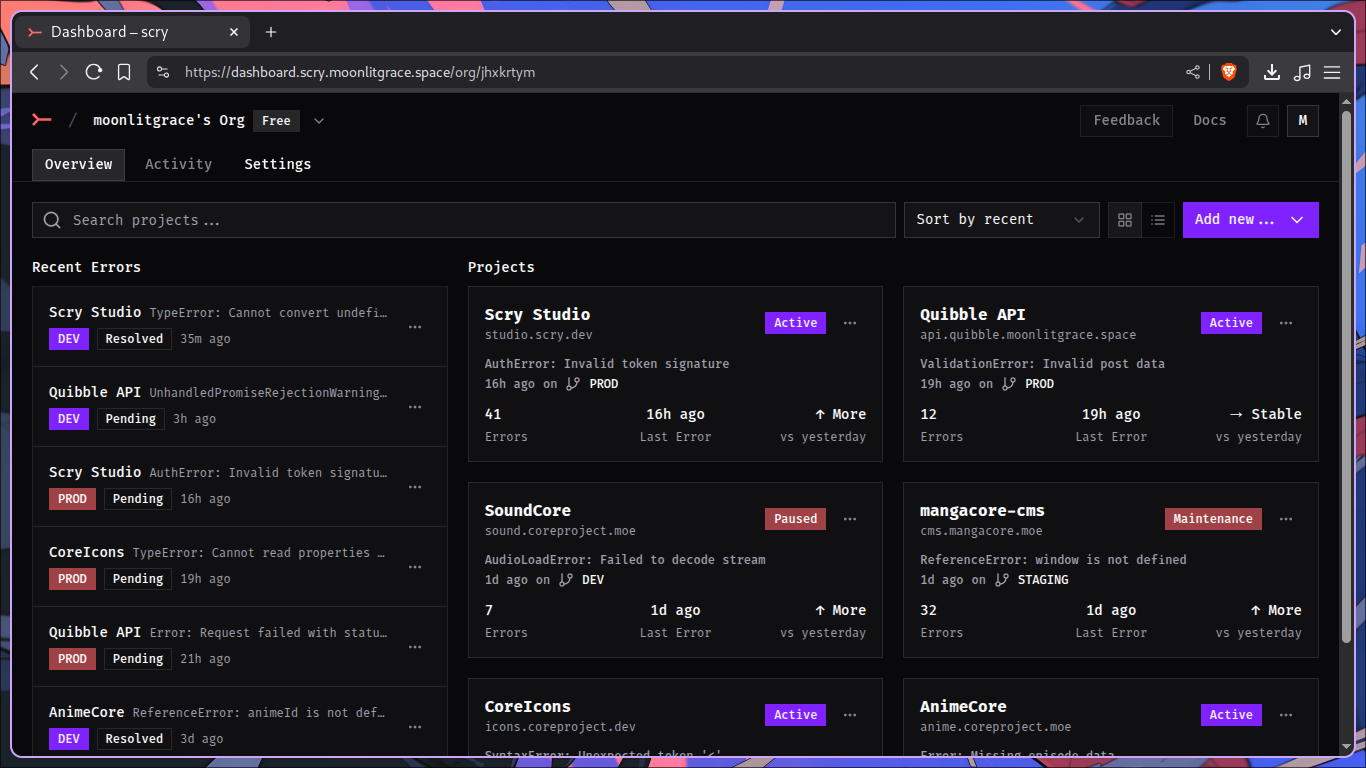 Dashboard – scry
https://dashboard.scry.moonlitgrace.space/org/jhxkrtym
/ moonlitgrace's Org Free
Feedback Docs M
Overview Activity Settings
Search projects ...
Sort by recent
Add new ...
Recent Errors
Scry Studio TypeError: Cannot convert undefi…
DEV Resolved 35m ago
Quibble API UnhandledPromiseRejectionWarning…
DEV Pending 3h ago
Scry Studio AuthError: Invalid token signatu…
PROD Pending 16h ago
CoreIcons TypeError: Cannot read properties …
PROD Pending 19h ago
Quibble API Error: Request failed with statu…
PROD Pending 21h ago
AnimeCore ReferenceError: animeId is not def…
DEV Resolved 3d ago
Projects
Scry Studio Active
studio.scry.dev
AuthError: Invalid token signature
16h ago on PROD
41 16h ago ↑ More
Errors Last Error vs yesterday
Quibble API Active
api.quibble.moonlitgrace.space
ValidationError: Invalid post data
19h ago on PROD
12 19h ago → Stable
Errors Last Error vs yesterday
SoundCore Paused
sound.coreproject.moe
AudioLoadError: Failed to decode stream
1d ago on DEV
7 1d ago ↑ More
Errors Last Error vs yesterday
mangacore-cms Maintenance
cms.mangacore.moe
ReferenceError: window is not defined
1d ago on STAGING
32 1d ago ↑ More
Errors Last Error vs yesterday
CoreIcons Active
icons.coreproject.dev
SyntaxError: Unexpected token '<'
AnimeCore Active
anime.coreproject.moe
Error: Missing episode data